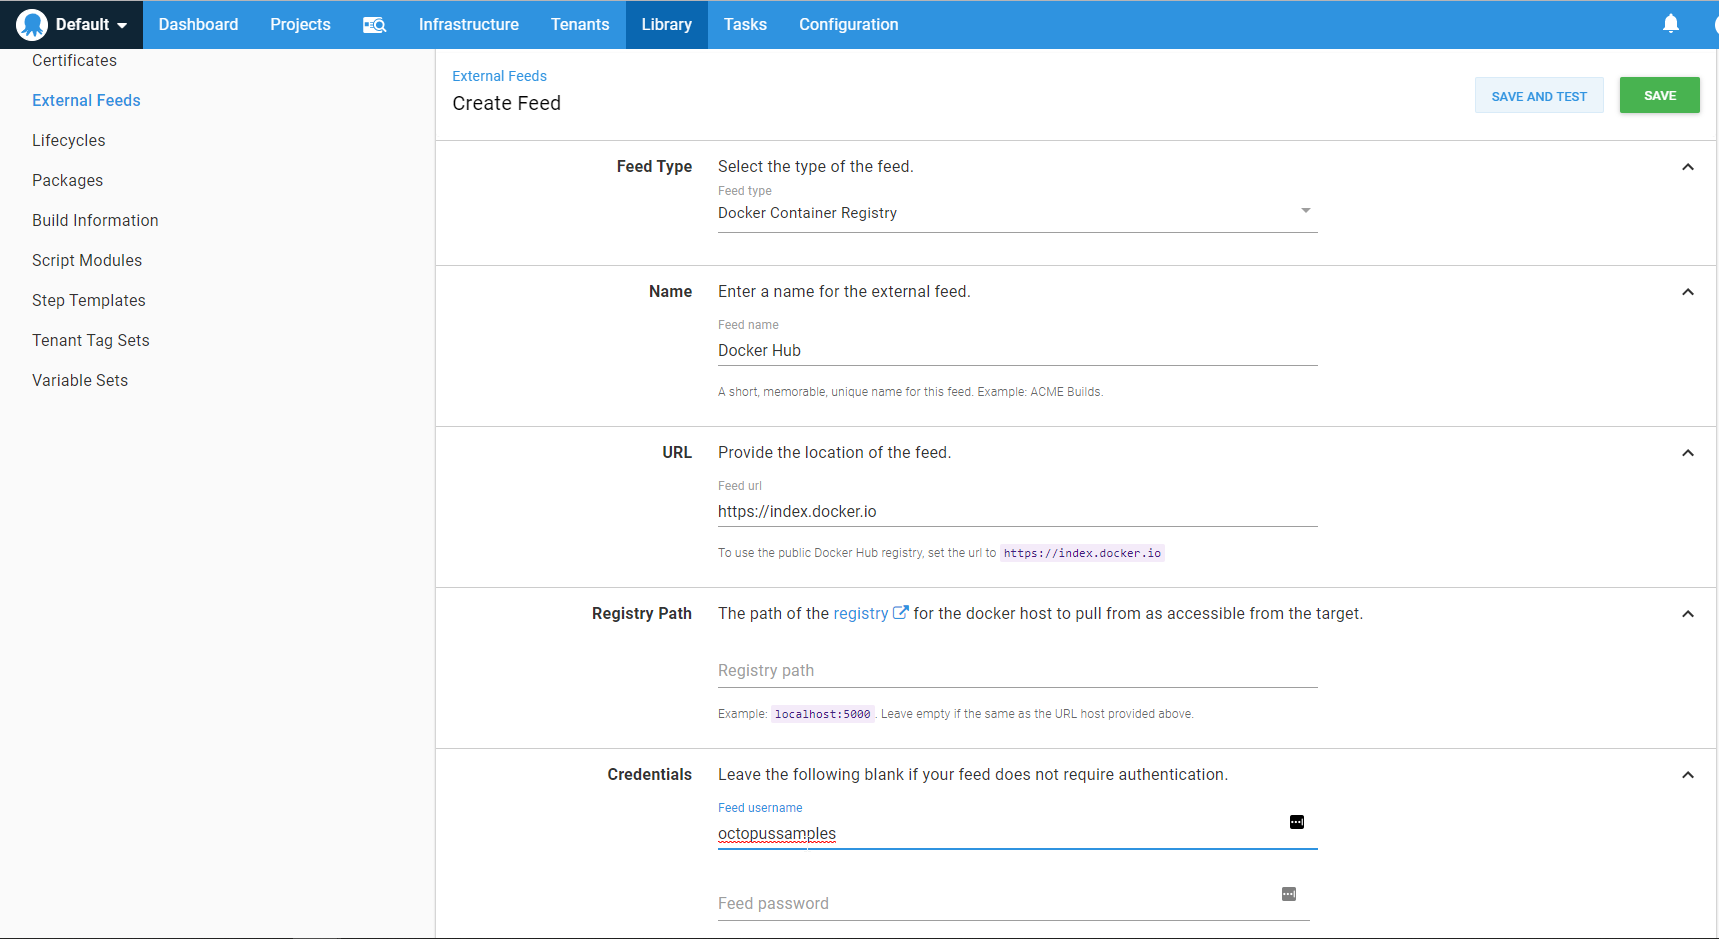 Default
Dashboard
Projects
Infrastructure
Tenants
Library
Tasks
Configuration
Certificates
External Feeds
Lifecycles
Packages
Build Information
Script Modules
Step Templates
Tenant Tag Sets
Variable Sets
External Feeds
Create Feed
SAVE AND TEST
SAVE
Feed Type
Select the type of the feed.
Feed type
Docker Container Registry
Name
Enter a name for the external feed.
Feed name
Docker Hub
A short, memorable, unique name for this feed. Example: ACME Builds.
URL
Provide the location of the feed.
Feed url
https://index.docker.io
To use the public Docker Hub registry, set the url to https://index.docker.io
Registry Path
The path of the registry for the docker host to pull from as accessible from the target.
Registry path
Example: localhost:5000. Leave empty if the same as the URL host provided above.
Credentials
Leave the following blank if your feed does not require authentication.
Feed username
octopussamples
Feed password